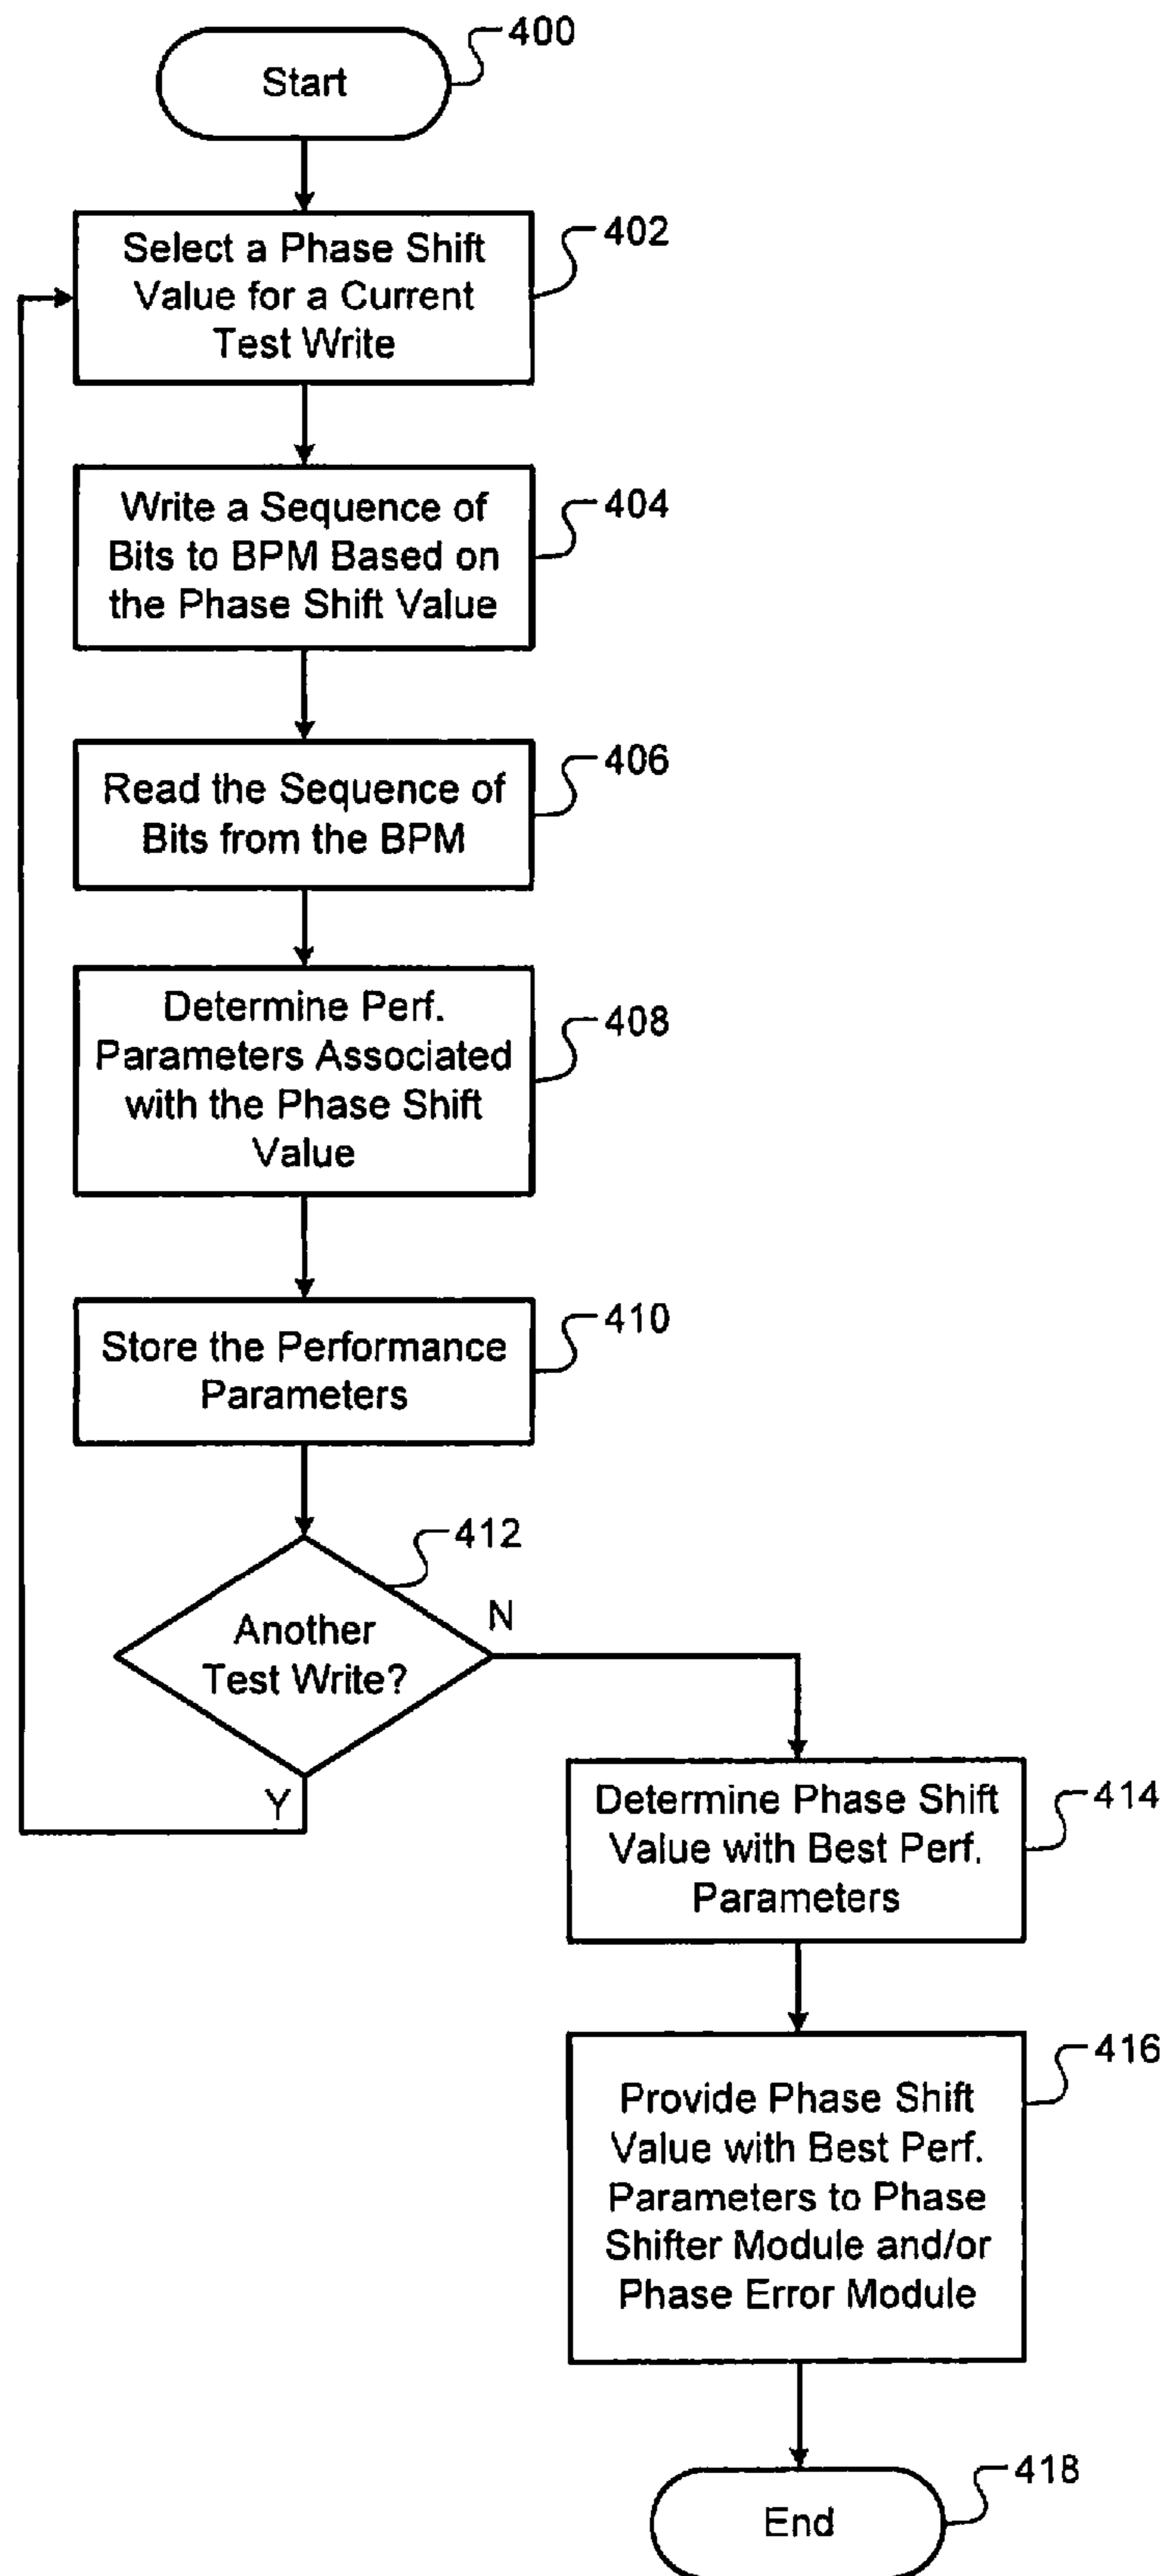 400
Start
402
Select a Phase Shift
Value for a Current
Test Write
404
Write a Sequence of
Bits to BPM Based on
the Phase Shift Value
406
Read the Sequence of
Bits from the BPM
408
Determine Perf.
Parameters Associated
with the Phase Shift
Value
410
Store the Performance
Parameters
412
Another
Test Write?
N
Y
414
Determine Phase Shift
Value with Best Perf.
Parameters
416
Provide Phase Shift
Value with Best Perf.
Parameters to Phase
Shifter Module and/or
Phase Error Module
418
End